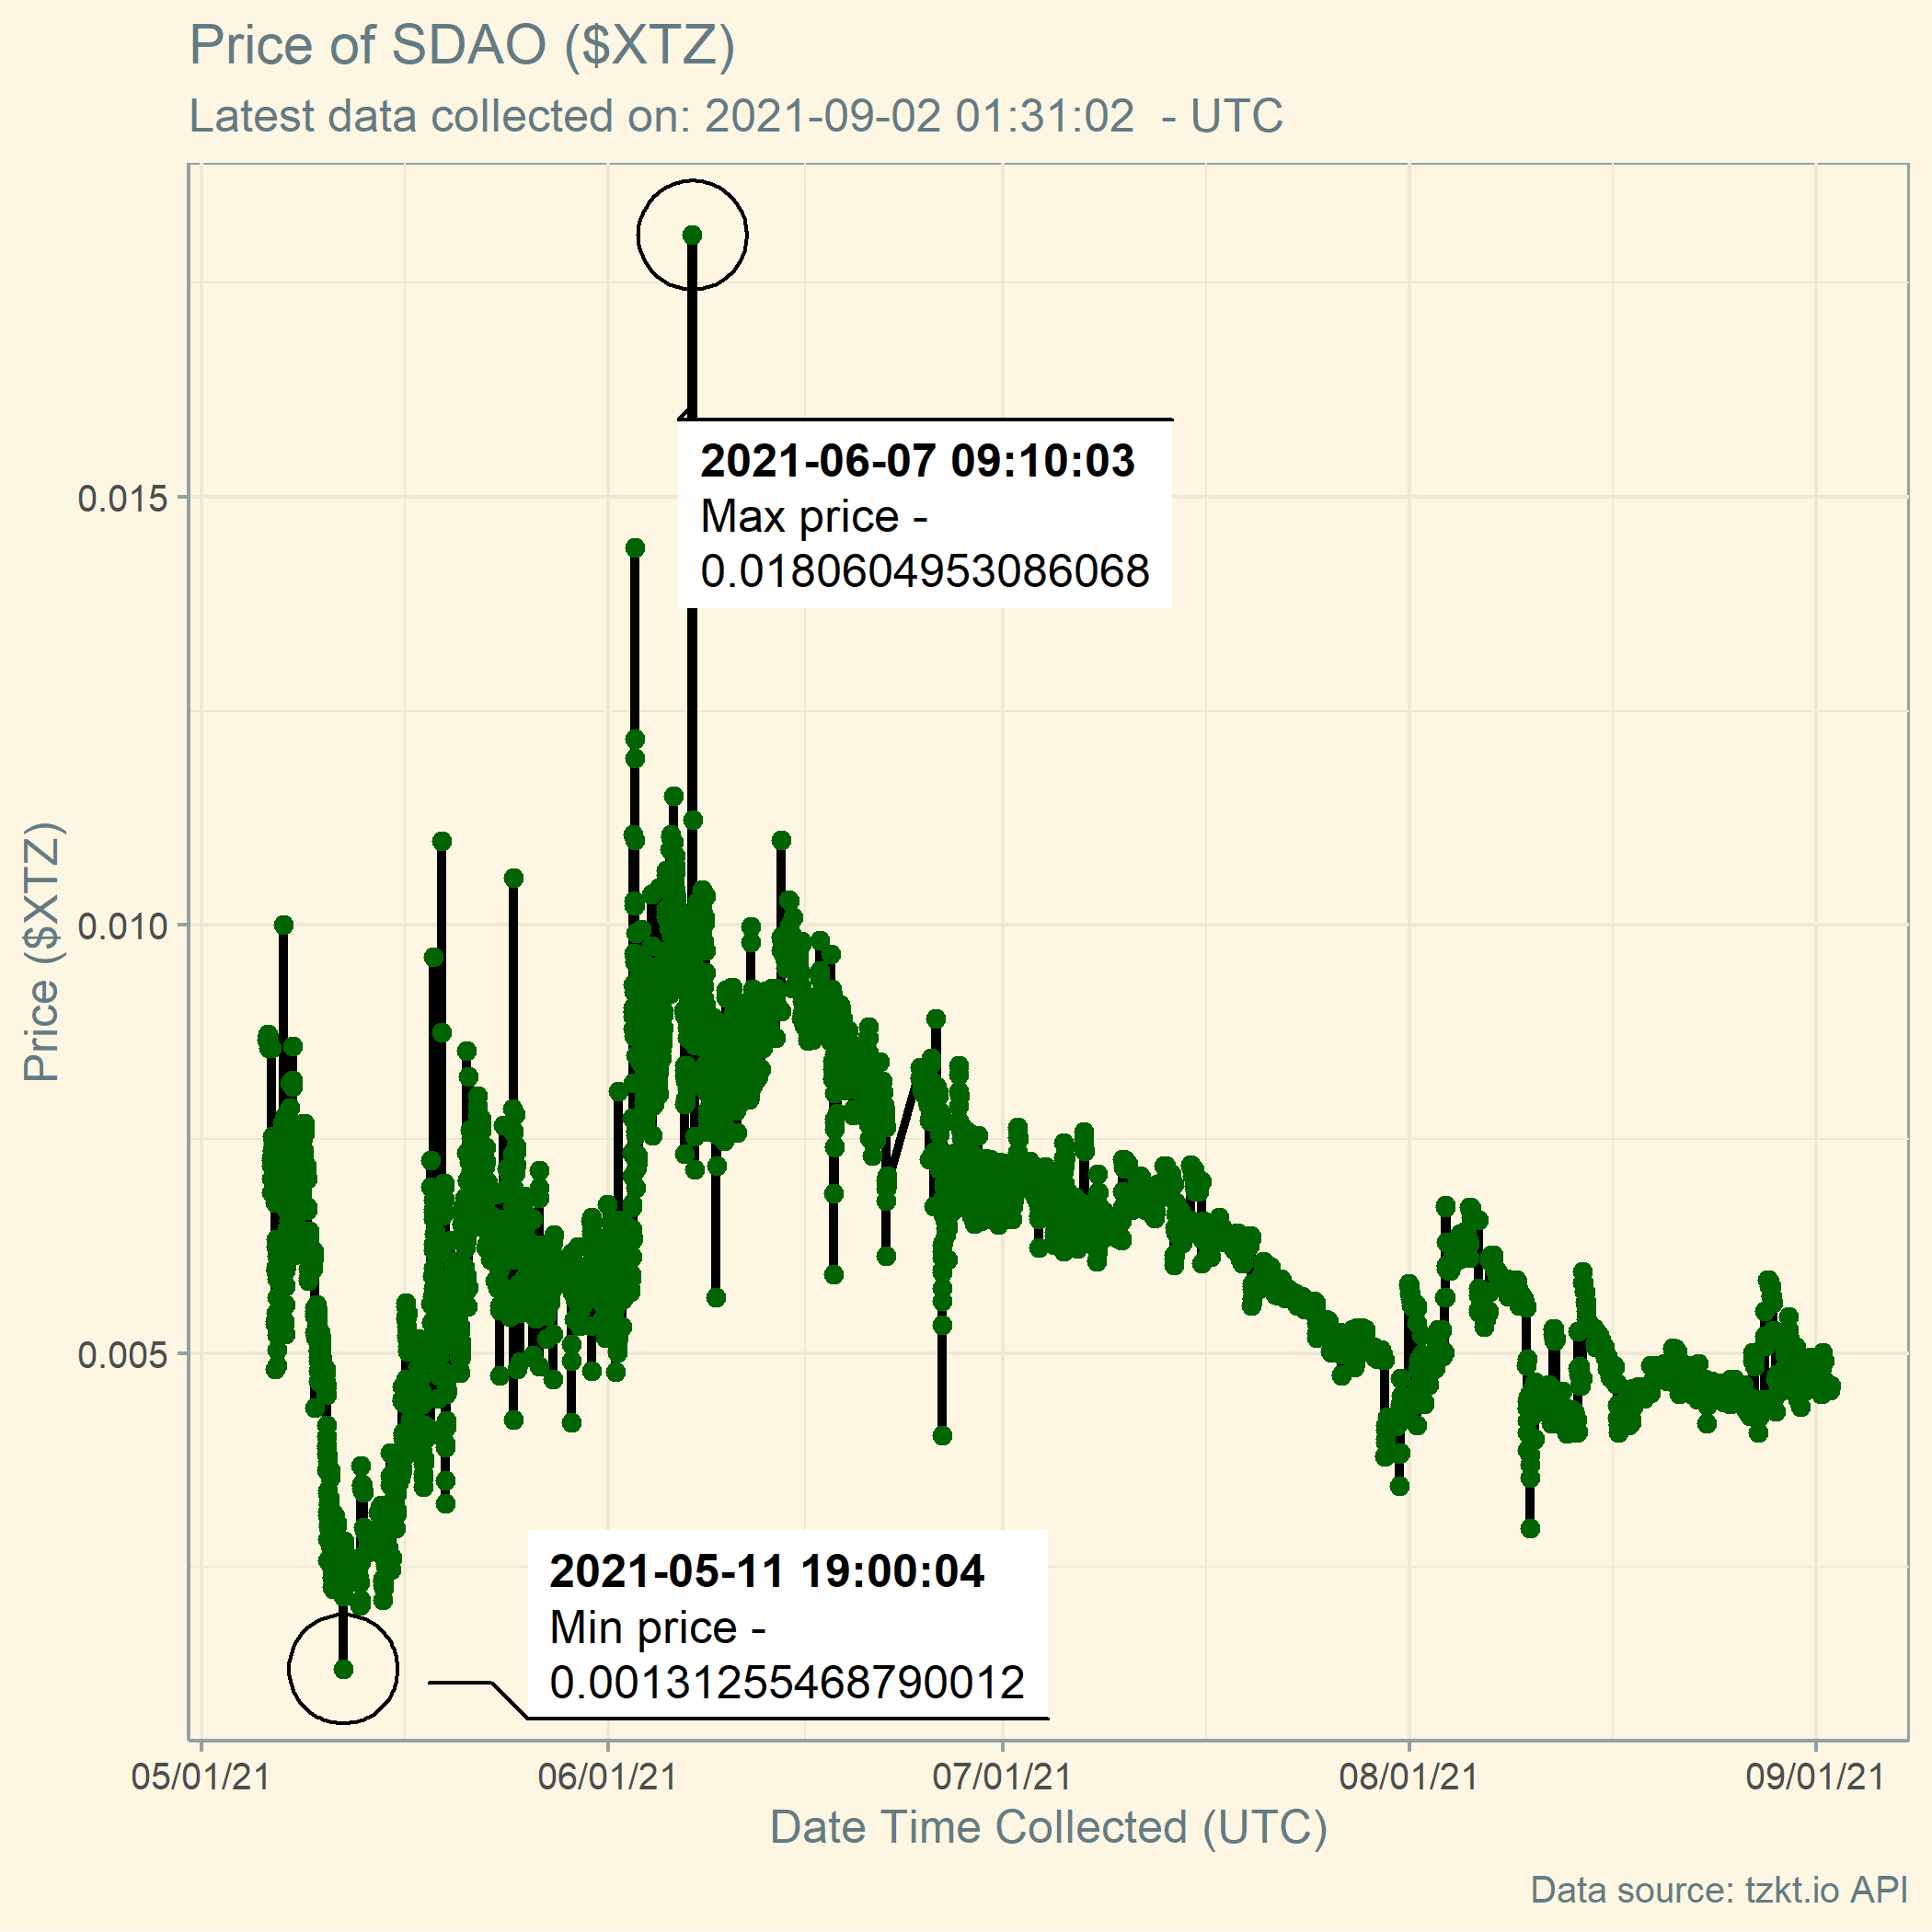 Price of SDAO ($XTZ)
Latest data collected on: 2021-09-02 01:31:02  - UTC
2021-06-07 09:10:03
Max price -
0.0180604953086068
0.015
Price ($XTZ)
0.010
0.005
2021-05-11 19:00:04
Min price -
0.00131255468790012
05/01/21
06/01/21
07/01/21
08/01/21
09/01/21
Date Time Collected (UTC)
Data source: tzkt.io API